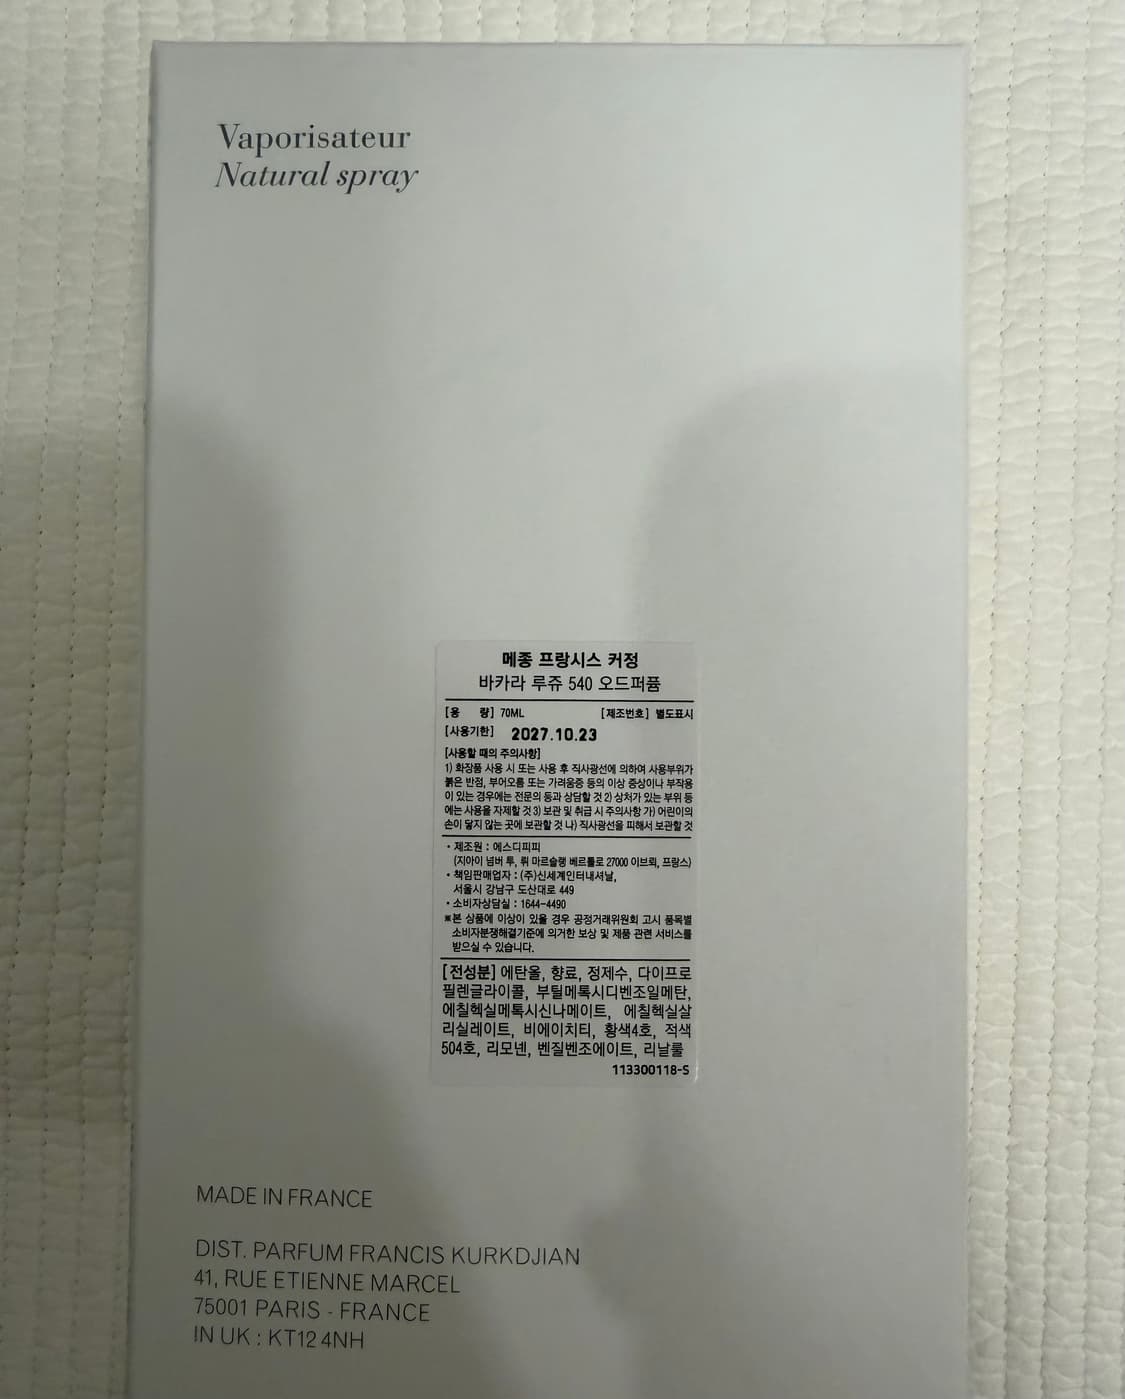 Vaporisateur
Natural spray
메종 프랑시스 커정
바카라 루쥬 540 오드퍼퓸
[용 량] 70ML [제조번호] 별도표시
[사용기한] 2027.10.23
[사용할 때의 주의사항]
1) 화장품 사용 시 또는 사용 후 직사광선에 의하여 사용부위가
붉은 반점, 부어오름 또는 가려움증 등의 이상 증상이나 부작용
이 있는 경우에는 전문의 등과 상담할 것 2) 상처가 있는 부위 등
에는 사용을 자제할 것 3) 보관 및 취급 시 주의사항 가) 어린이의
손이 닿지 않는 곳에 보관할 것 나) 직사광선을 피해서 보관할 것
・제조원 : 에스디피피
(지아이 넘버 투, 뤼 마르슬랭 베르틀로 27000 이브뢰, 프랑스)
・책임판매업자 : (주)신세계인터내셔날,
서울시 강남구 도산대로 449
・소비자상담실 : 1644-4490
※본 상품에 이상이 있을 경우 공정거래위원회 고시 품목별
소비자분쟁해결기준에 의거한 보상 및 제품 관련 서비스를
받으실 수 있습니다.
[전성분] 에탄올, 향료, 정제수, 다이프로
필렌글라이콜, 부틸메톡시디벤조일메탄,
에칠헥실메톡시신나메이트, 에칠헥실살
리실레이트, 비에이치티, 황색4호, 적색
504호, 리모넨, 벤질벤조에이트, 리날룰
113300118-S
MADE IN FRANCE
DIST. PARFUM FRANCIS KURKDJIAN
41, RUE ETIENNE MARCEL
75001 PARIS - FRANCE
IN UK : KT12 4NH